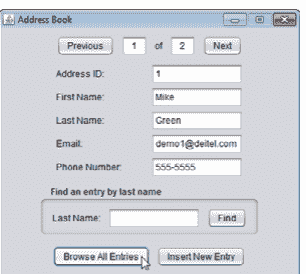 Address Book
Previous 1 of 2 Next
Address ID: 1
First Name: Mike
Last Name: Green
Email: demo1@deitel.com
Phone Number: 555-5555
Find an entry by last name
Last Name: Find
Browse All Entries Insert New Entry